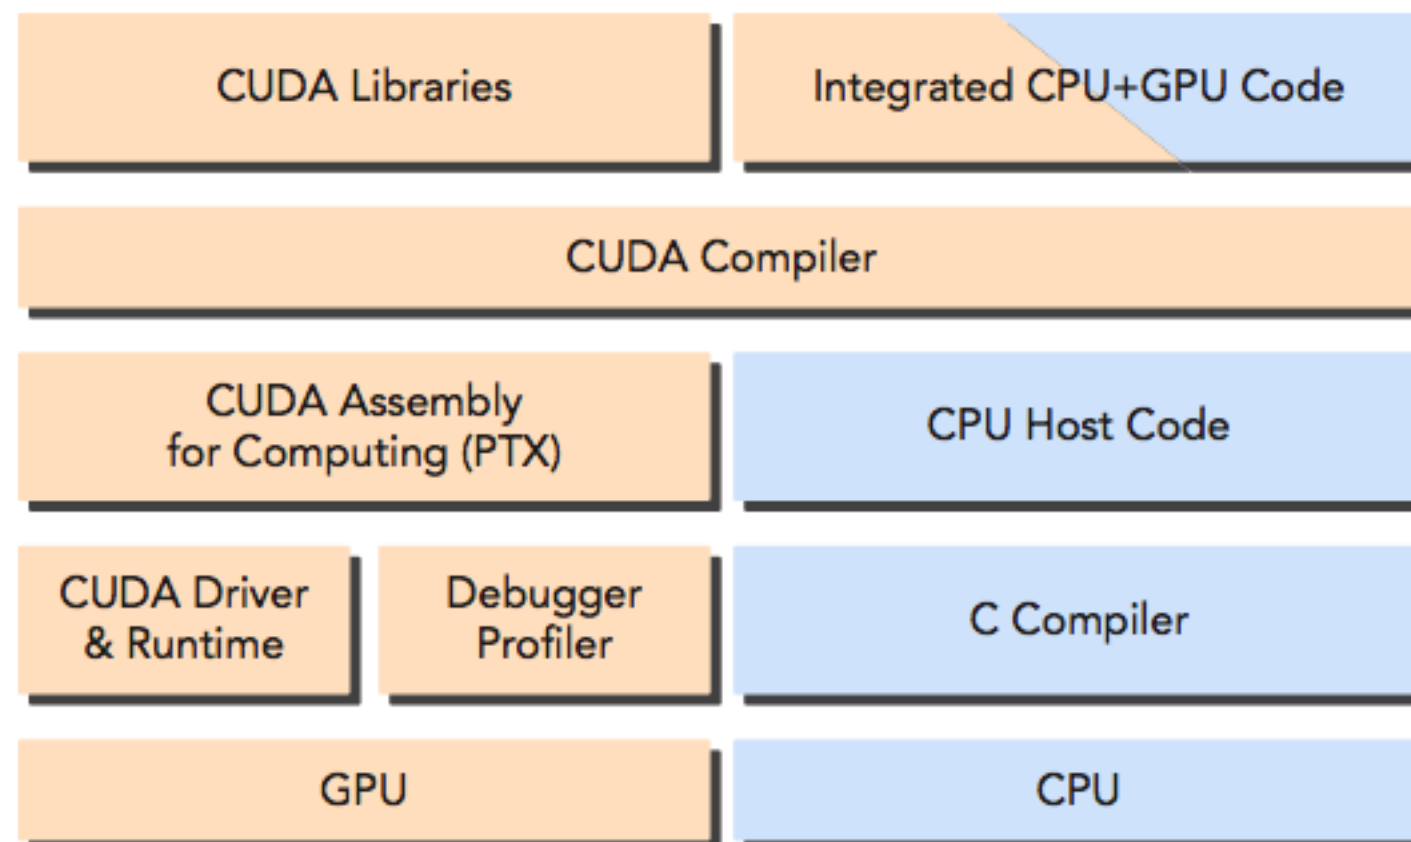 CUDA Libraries
Integrated CPU+GPU Code
CUDA Compiler
CUDA Assembly
for Computing (PTX)
CPU Host Code
CUDA Driver
& Runtime
Debugger
Profiler
C Compiler
GPU
CPU